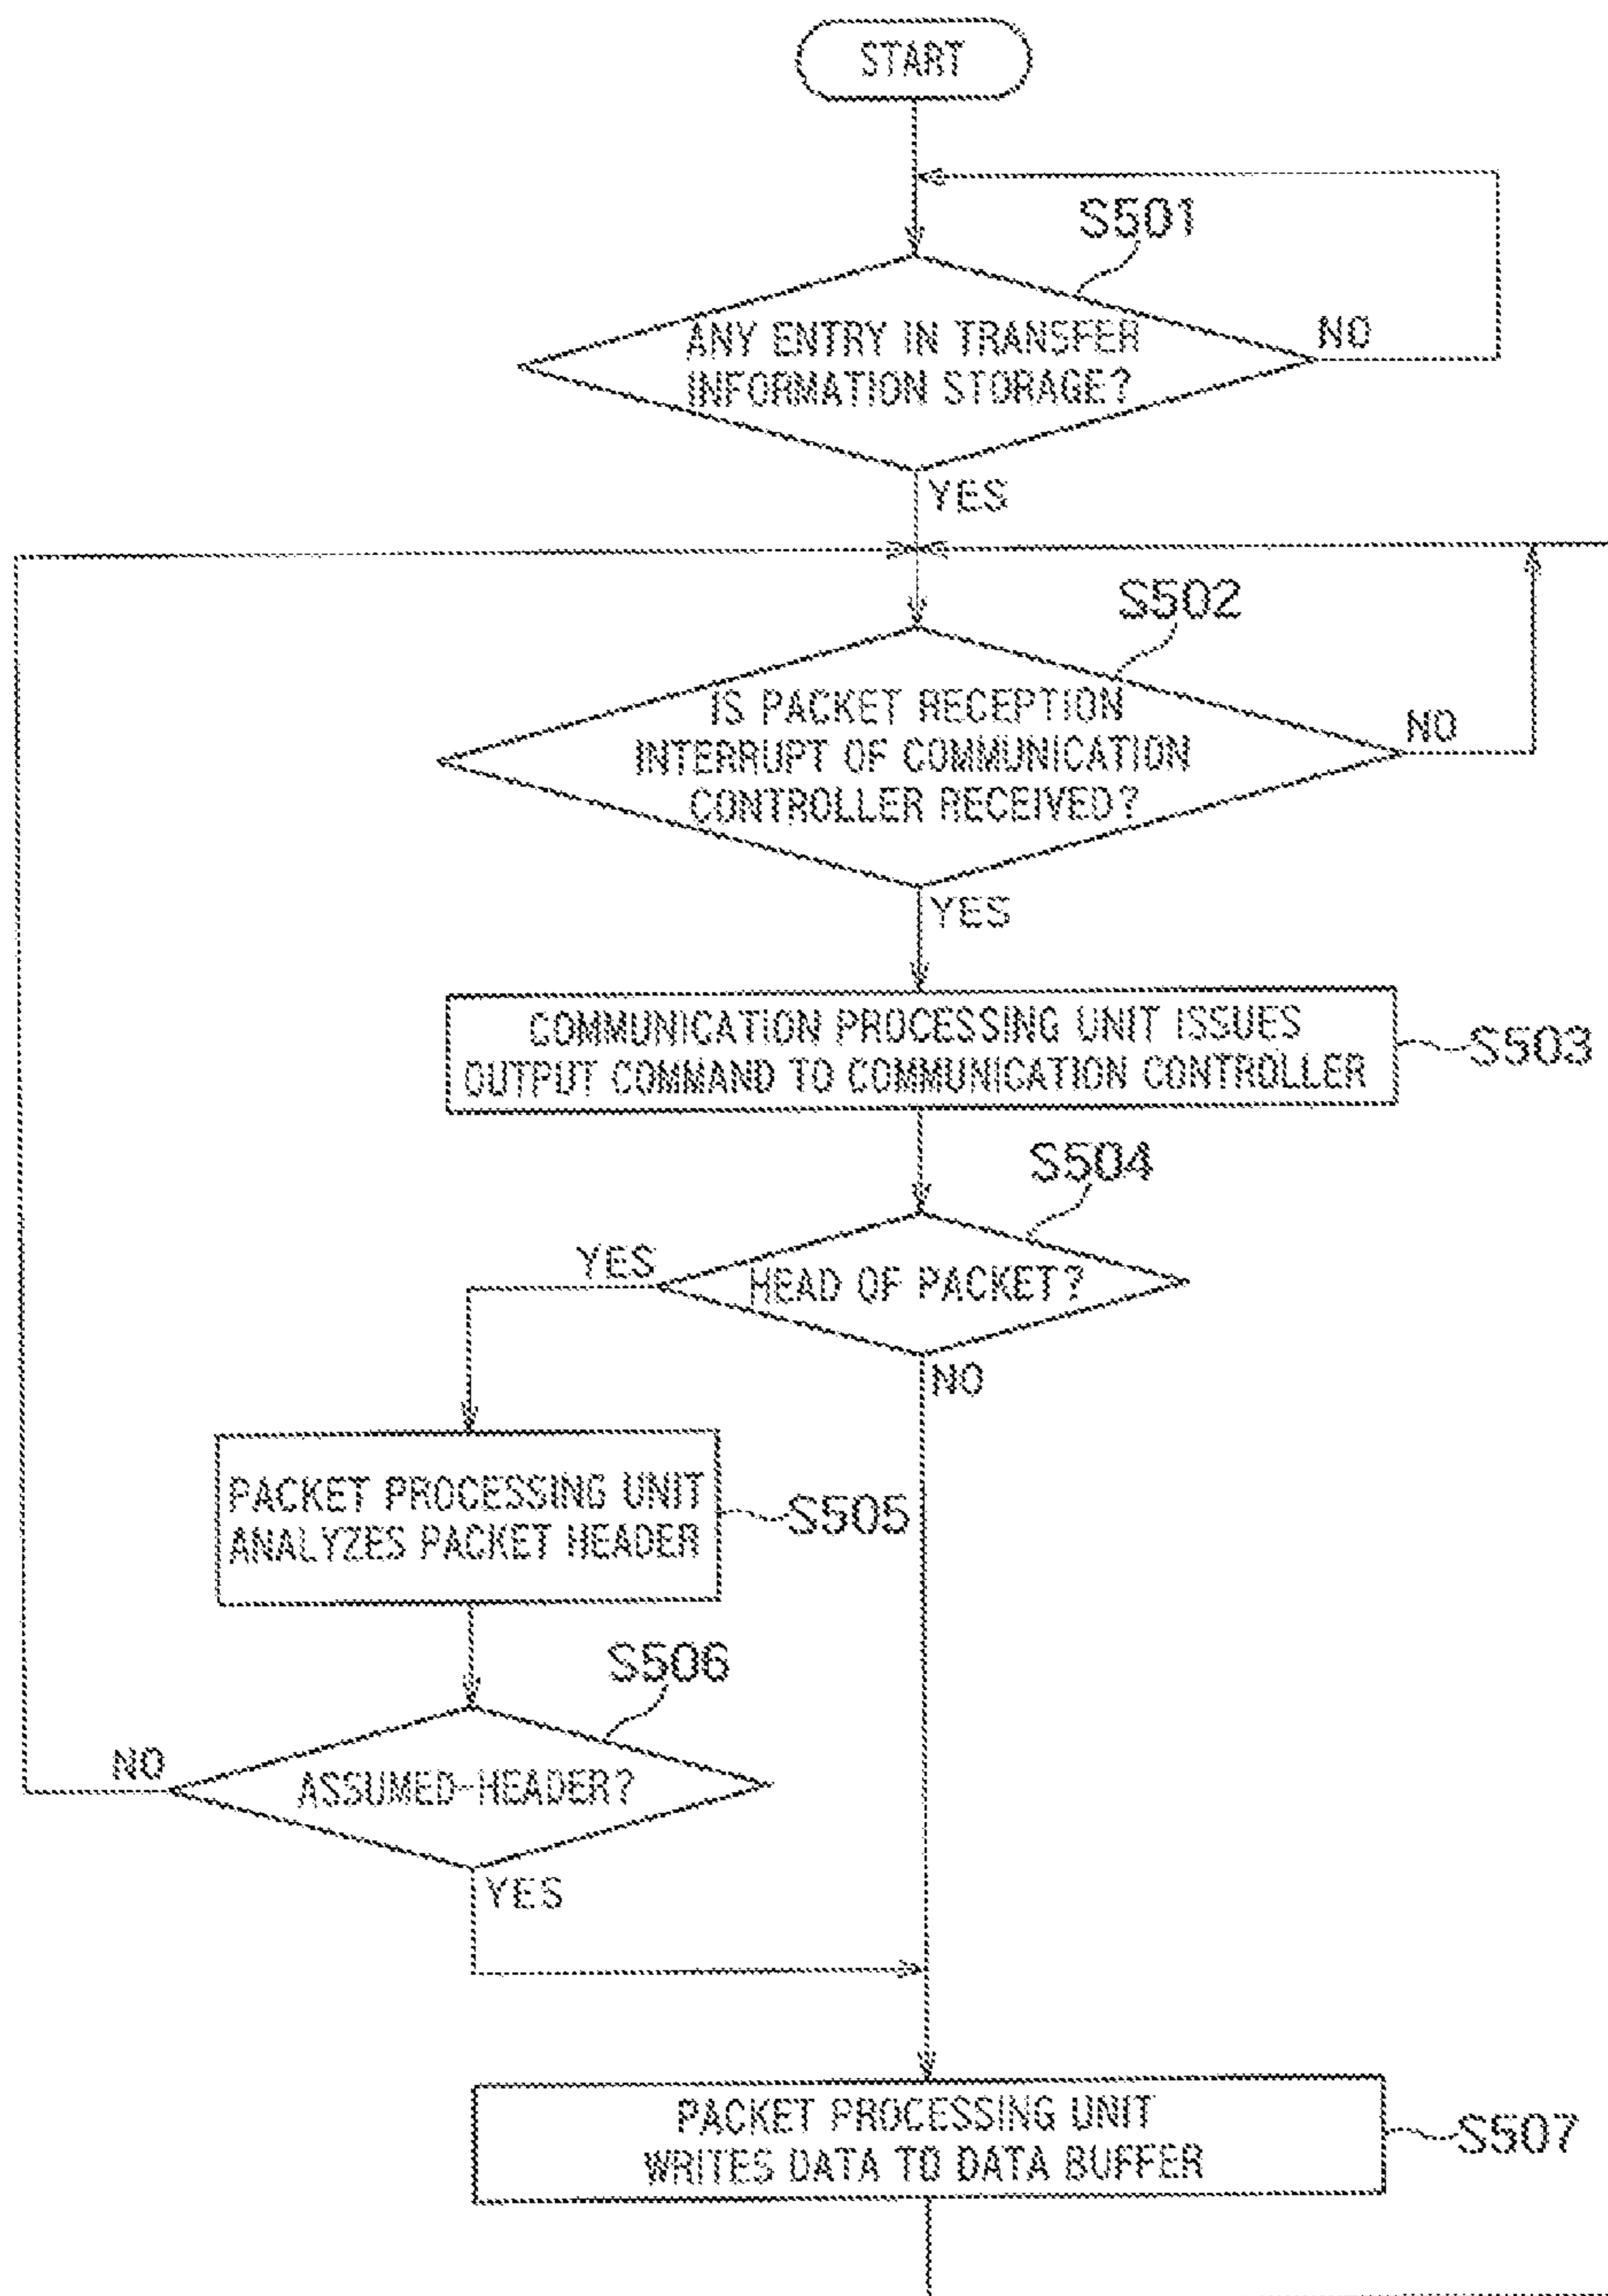 START
S501
ANY ENTRY IN TRANSFER
INFORMATION STORAGE?
NO
YES
S502
IS PACKET RECEPTION
INTERRUPT OF COMMUNICATION
CONTROLLER RECEIVED?
NO
YES
COMMUNICATION PROCESSING UNIT ISSUES
OUTPUT COMMAND TO COMMUNICATION CONTROLLER
S503
S504
YES
HEAD OF PACKET?
NO
PACKET PROCESSING UNIT
ANALYZES PACKET HEADER
S505
S506
NO
ASSUMED-HEADER?
YES
PACKET PROCESSING UNIT
WRITES DATA TO DATA BUFFER
S507